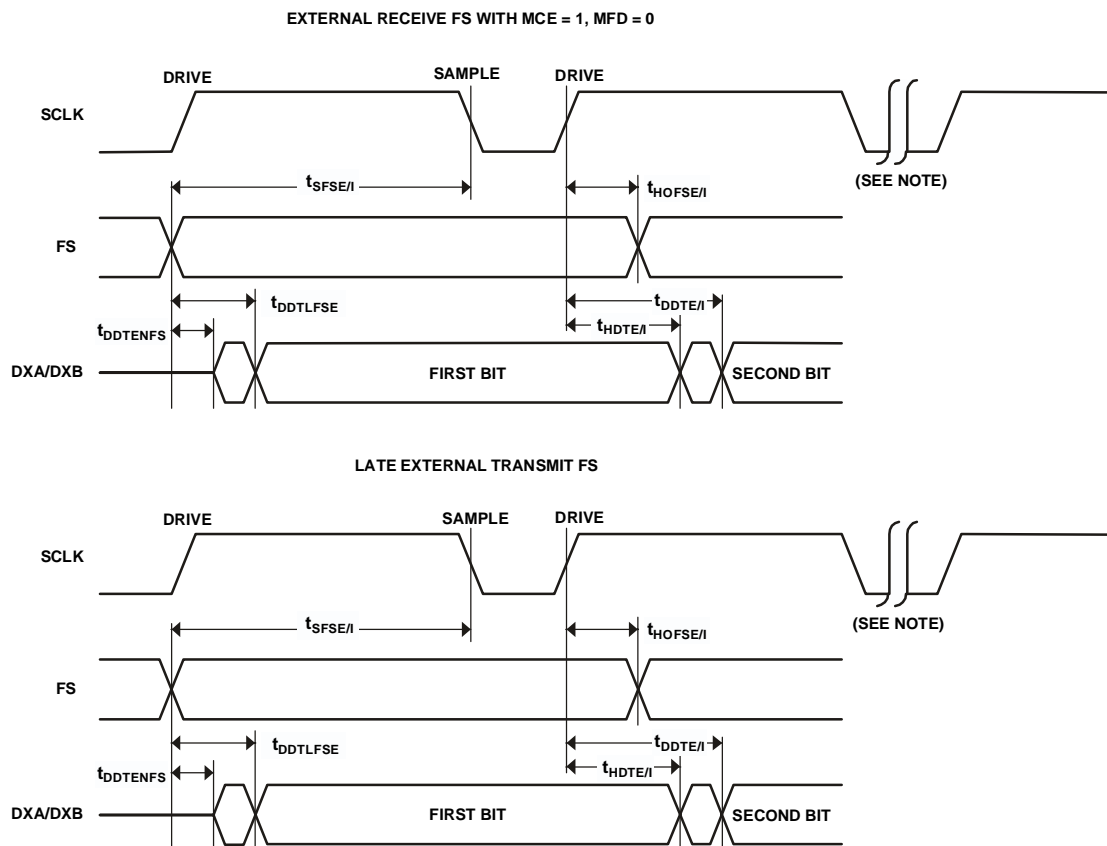 EXTERNAL RECEIVE FS WITH MCE = 1, MFD = 0
DRIVE SAMPLE DRIVE
SCLK
(SEE NOTE)
tSFSE/I tHOFSE/I
FS
tDDTLFSE tDDTE/I
tDDTENFS tHDTE/I
DXA/DXB FIRST BIT SECOND BIT
LATE EXTERNAL TRANSMIT FS
DRIVE SAMPLE DRIVE
SCLK
(SEE NOTE)
tSFSE/I tHOFSE/I
FS
tDDTLFSE tDDTE/I
tDDTENFS tHDTE/I
DXA/DXB FIRST BIT SECOND BIT